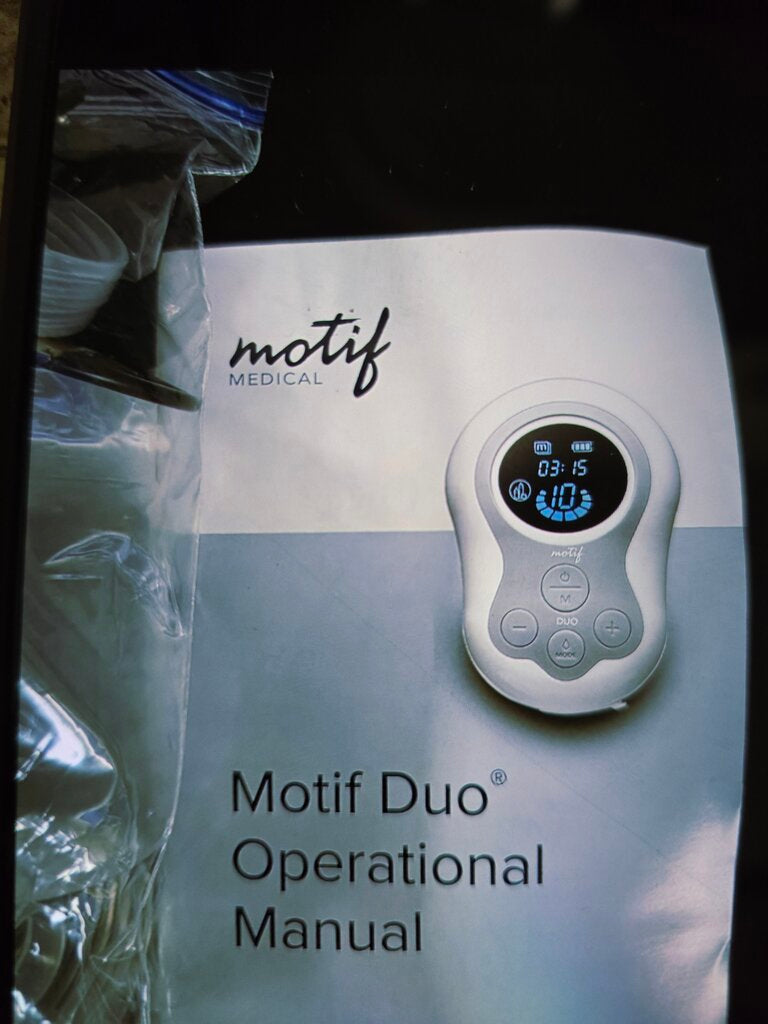 motif
MEDICAL
m
03:15
10
motif
M
DUO
MODE
Motif Duo®
Operational
Manual